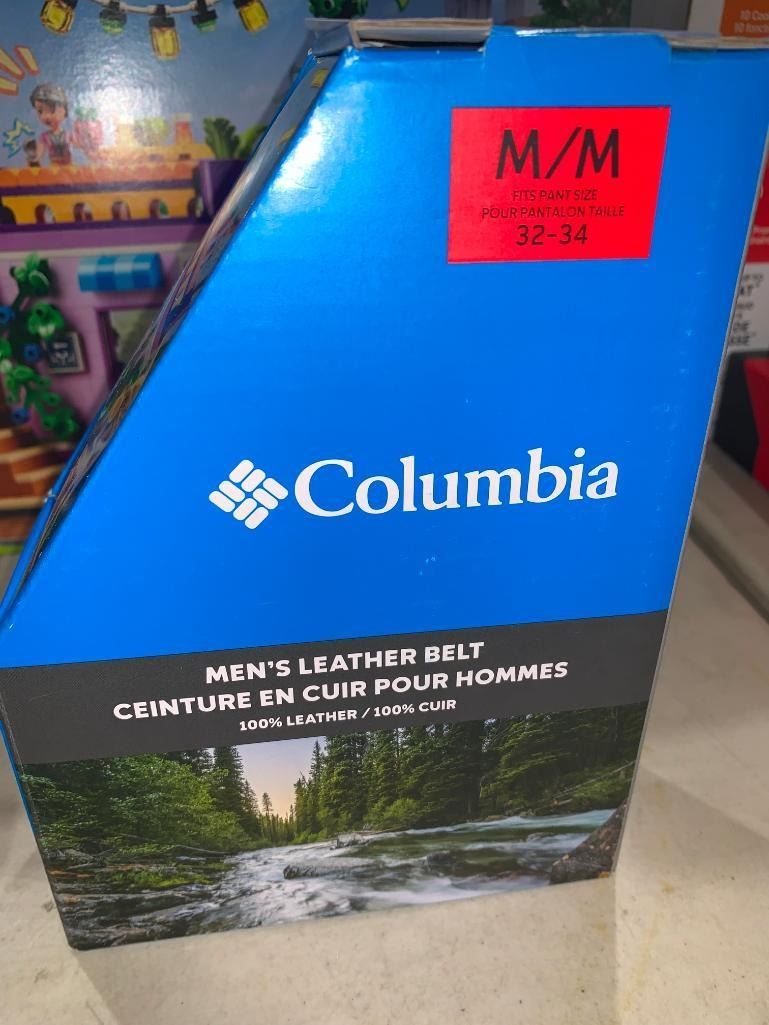 M/M
FITS PANT SIZE
POUR PANTALON TAILLE
32-34
Columbia
MEN'S LEATHER BELT
CEINTURE EN CUIR POUR HOMMES
100% LEATHER / 100% CUIR